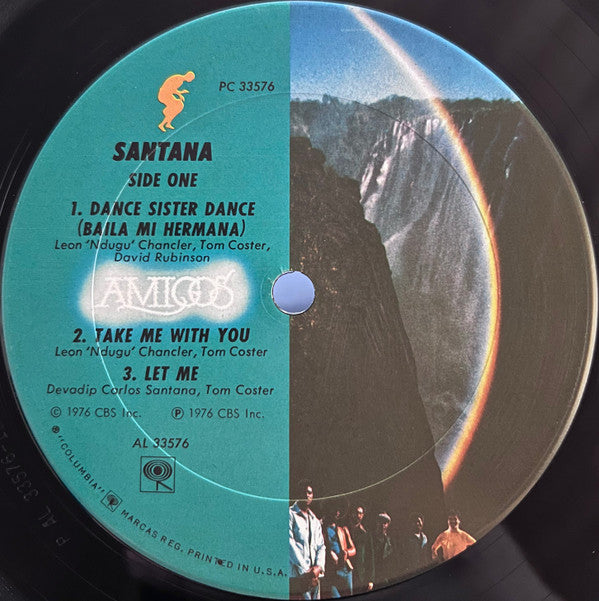 PC 33576
SANTANA
SIDE ONE
1. DANCE SISTER DANCE
(BAILA MI HERMANA)
Leon 'Ndugu' Chancler, Tom Coster,
David Rubinson
AMIGOS
2. TAKE ME WITH YOU
Leon 'Ndugu' Chancler, Tom Coster
3. LET ME
Devadip Carlos Santana, Tom Coster
© 1976 CBS Inc. ℗ 1976 CBS Inc.
AL 33576
® "COLUMBIA" MARCAS REG. PRINTED IN U.S.A.
P AL 33576